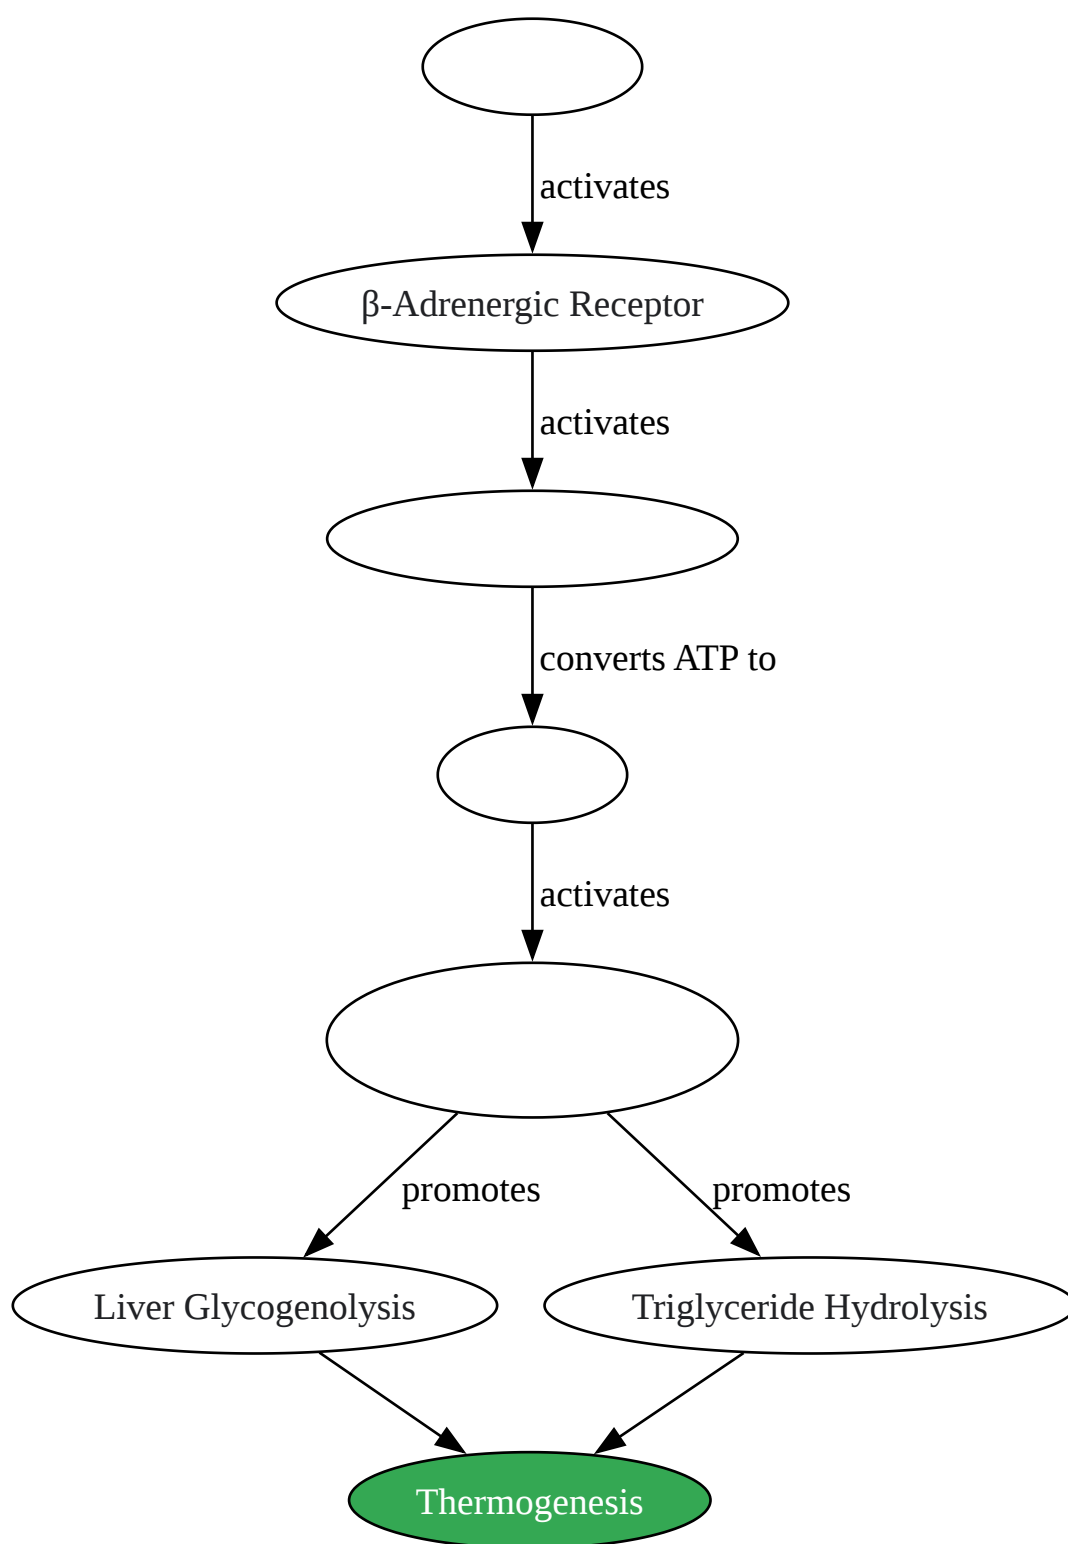 activates
β-Adrenergic Receptor
activates
converts ATP to
activates
promotes
promotes
Liver Glycogenolysis
Triglyceride Hydrolysis
Thermogenesis